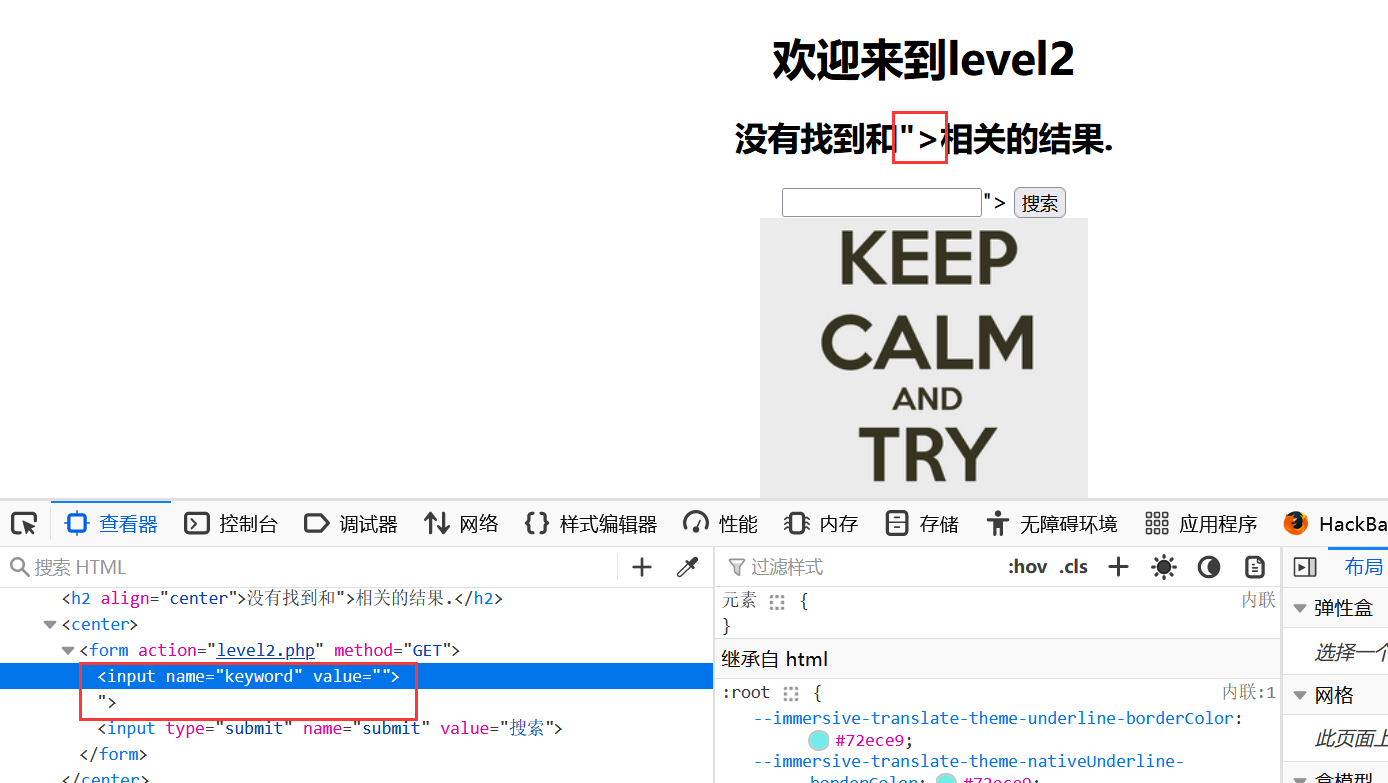 欢迎来到level2
没有找到和">相关的结果.
"> 搜索
KEEP
CALM
AND
TRY
查看器 控制台 调试器 网络 样式编辑器 性能 内存 存储 无障碍环境 应用程序 HackBa
搜索 HTML
过滤样式 :hov .cls 布局
<h2 align="center">没有找到和">相关的结果.</h2>
<center>
<form action="level2.php" method="GET">
<input name="keyword" value="">
">
<input type="submit" name="submit" value="搜索">
</form>
</center>
元素 { 内联
}
继承自 html
:root { 内联:1
--immersive-translate-theme-underline-borderColor:
#72ece9;
--immersive-translate-theme-nativeUnderline-
borderColor: #72ece9;
弹性盒
选择一个
网格
此页面上
盒模型